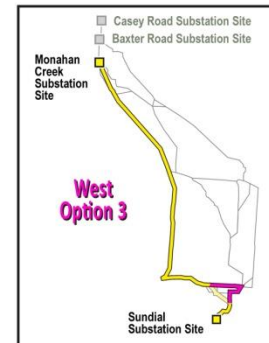 Casey Road Substation Site
Baxter Road Substation Site
Monahan
Creek
Substation
Site
West
Option 3
Sundial
Substation Site